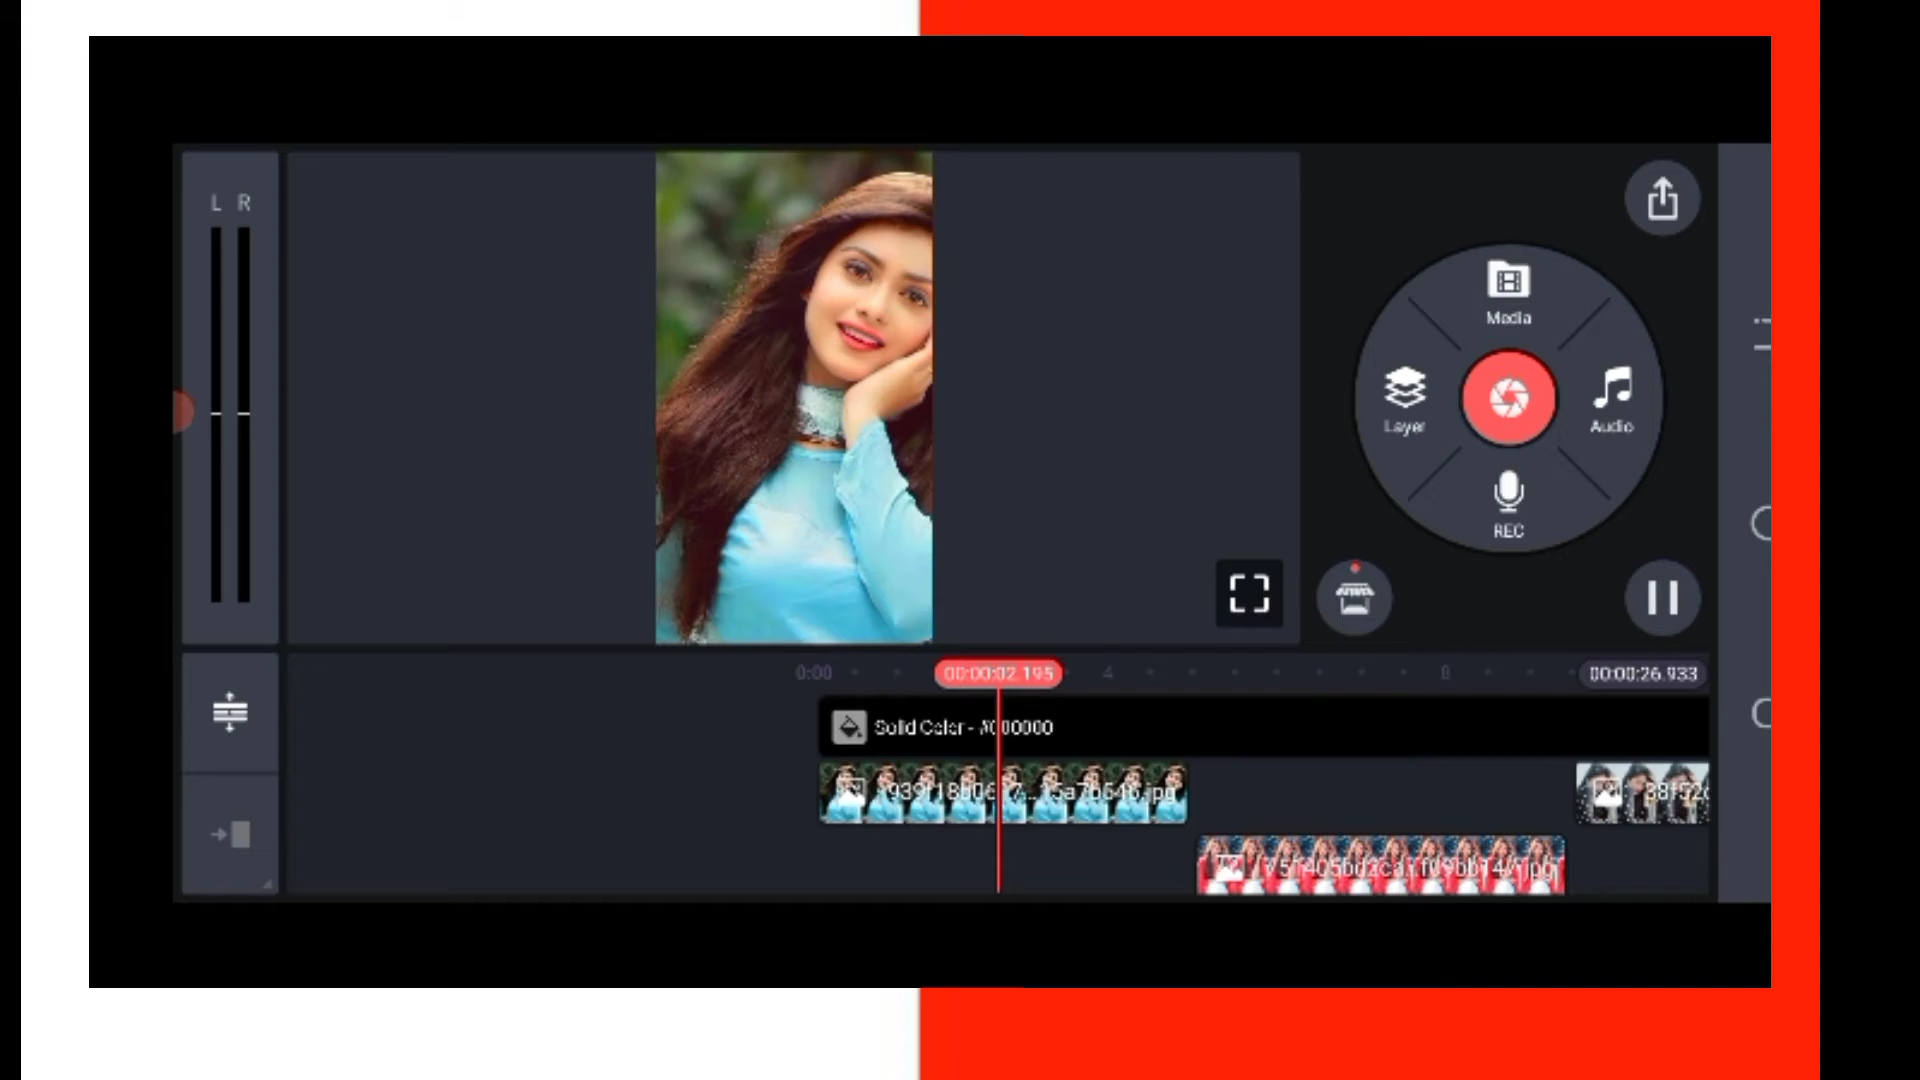 L R
Media
Layer
Audio
REC
0:00
00:00:02.195
4
8
00:00:26.933
Solid Color - #000000